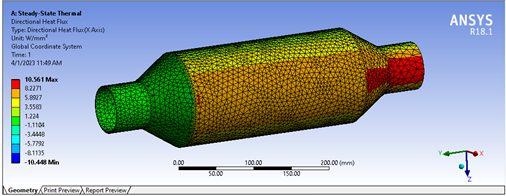 A: Steady-State Thermal
Directional Heat Flux
Type: Directional Heat Flux(X Axis)
Unit: W/mm²
Global Coordinate System
Time: 1
4/1/2023 11:49 AM
10.561 Max
8.2271
5.8927
3.5583
1.224
-1.1104
-3.4448
-5.7792
-8.1135
-10.448 Min
ANSYS
R18.1
0.00
100.00
200.00 (mm)
50.00
150.00
Y
X
Z
Geometry
Print Preview
Report Preview